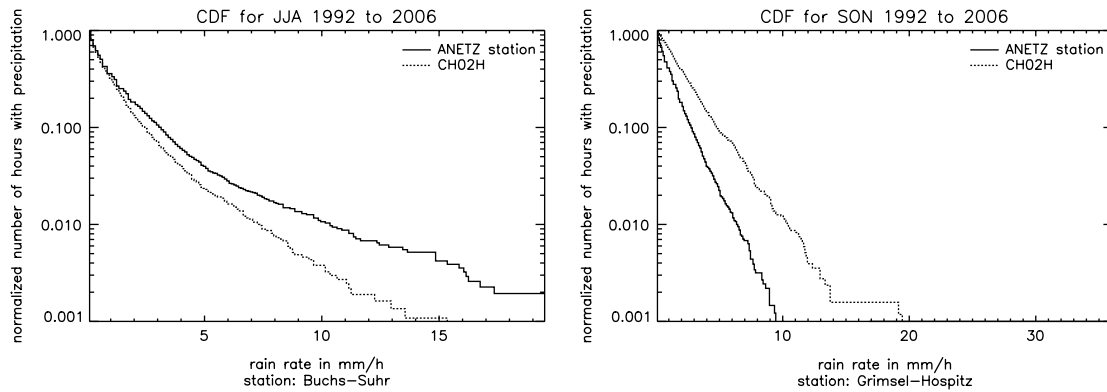 CDF for JJA 1992 to 2006
normalized number of hours with precipitation
1.000
0.100
0.010
0.001
ANETZ station
CH02H
5
10
15
rain rate in mm/h
station: Buchs-Suhr
CDF for SON 1992 to 2006
normalized number of hours with precipitation
1.000
0.100
0.010
0.001
ANETZ station
CH02H
10
20
30
rain rate in mm/h
station: Grimsel-Hospitz